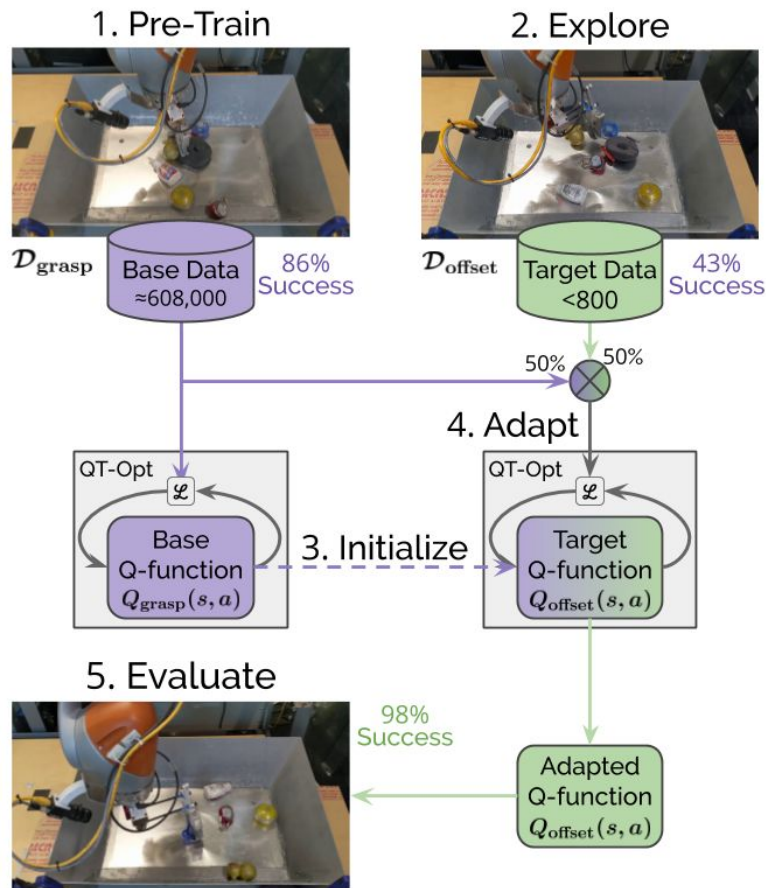 1. Pre-Train
2. Explore
𝒟grasp
Base Data
≈608,000
86%
Success
𝒟offset
Target Data
<800
43%
Success
50%
50%
4. Adapt
QT-Opt
ℒ
Base
Q-function
Qgrasp(s, a)
3. Initialize
QT-Opt
ℒ
Target
Q-function
Qoffset(s, a)
5. Evaluate
98%
Success
Adapted
Q-function
Qoffset(s, a)